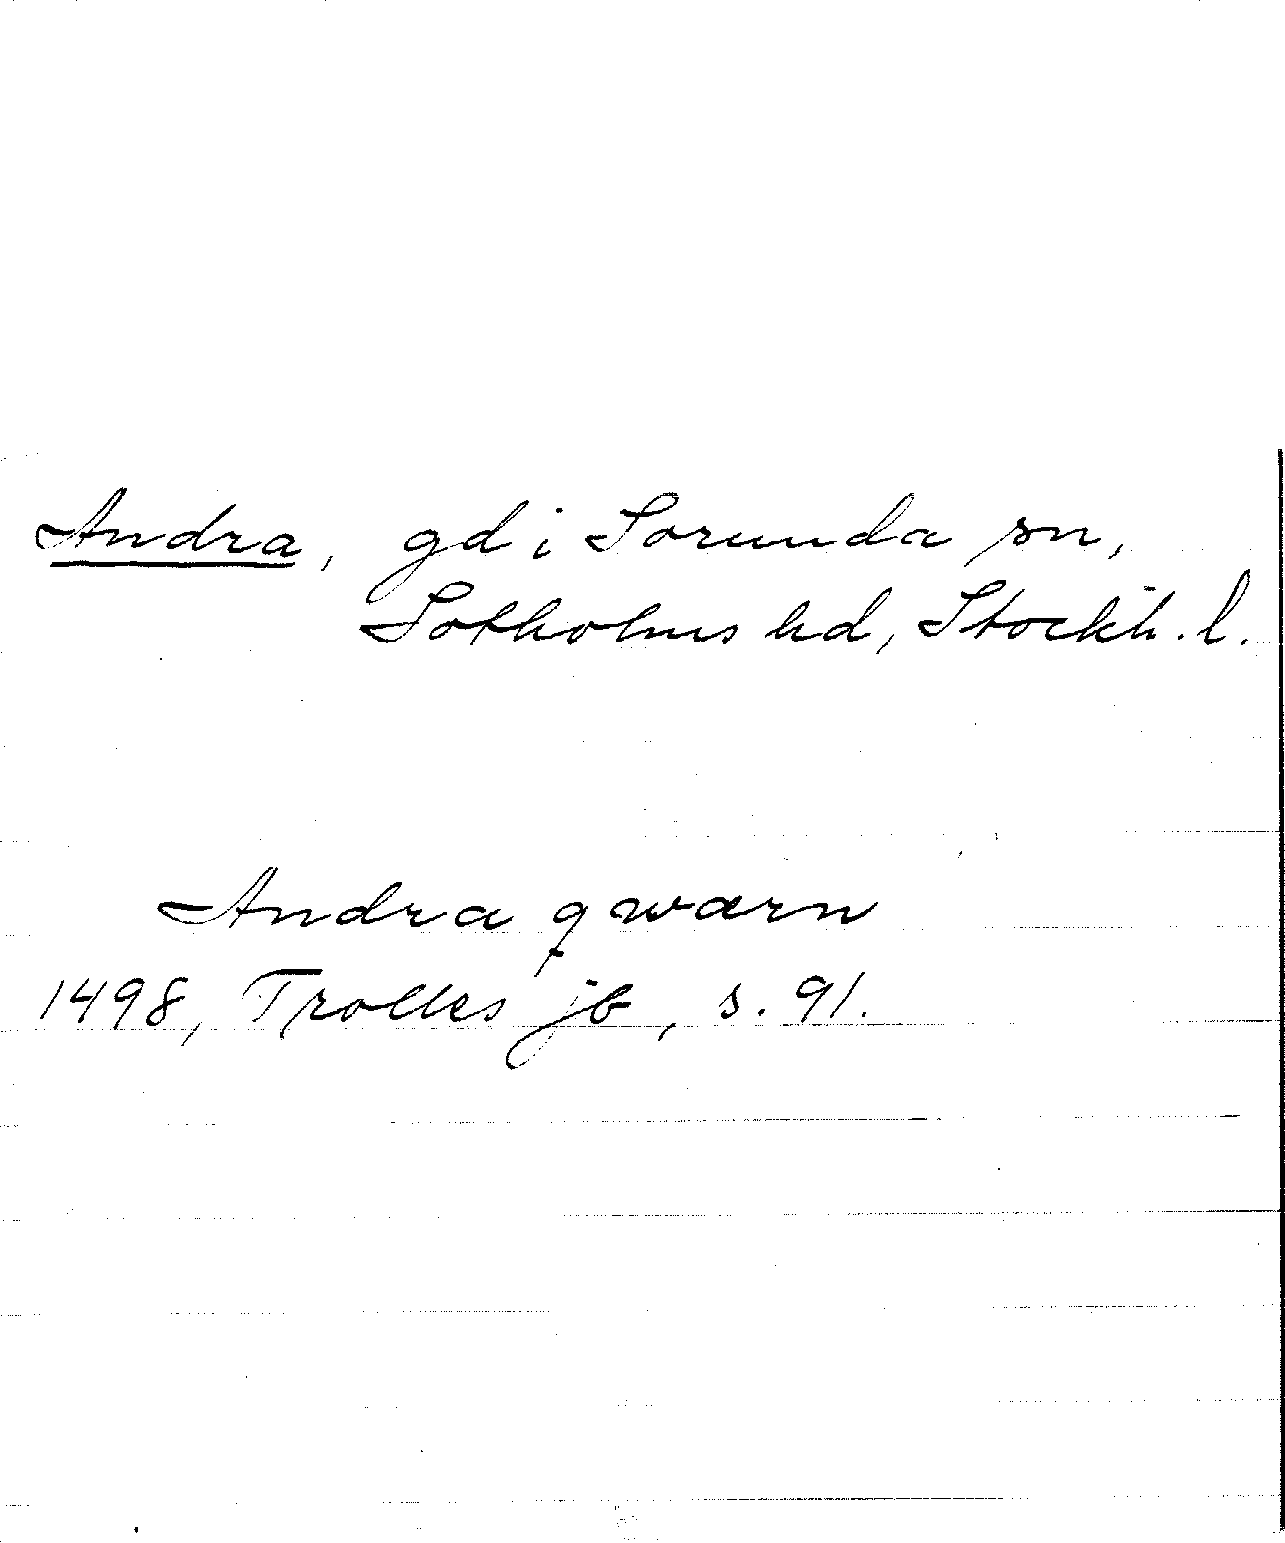 Andra, gd i Sorunda sn,
Sotholms hd, Stockh. l.
Andra qwarn
1498, Trolles jb, s. 91.